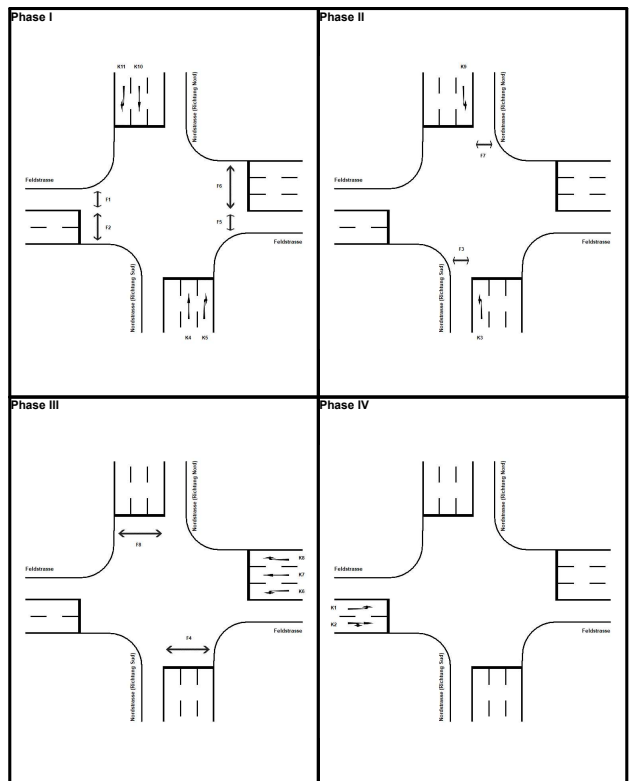 Phase I
K11 K10
Nordstrasse (Richtung Nord)
Feldstrasse
F1
F2
F6
F5
Feldstrasse
Nordstrasse (Richtung Sud)
K4 K5
Phase II
K9
Nordstrasse (Richtung Nord)
F7
Feldstrasse
F3
Feldstrasse
Nordstrasse (Richtung Sud)
K3
Phase III
Nordstrasse (Richtung Nord)
F8
K8
K7
K6
Feldstrasse
F4
Feldstrasse
Nordstrasse (Richtung Sud)
Phase IV
Nordstrasse (Richtung Nord)
Feldstrasse
K1
K2
Feldstrasse
Nordstrasse (Richtung Sud)